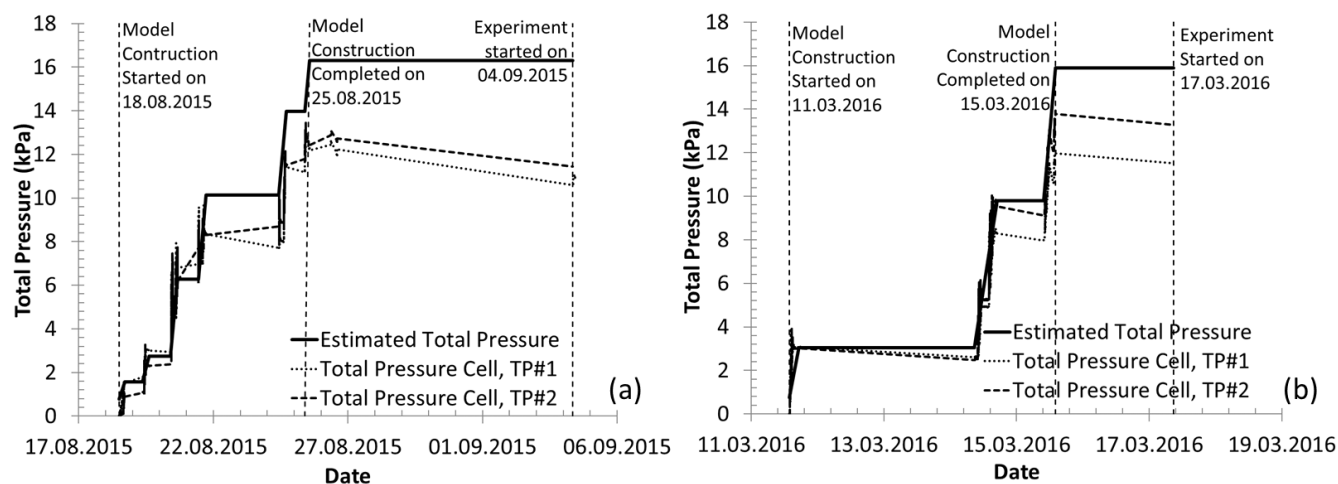 18
16
14
12
10
8
6
4
2
0
Total Pressure (kPa)
Model
Contruction
Started on
18.08.2015
Model
Construction
Completed on
25.08.2015
Experiment
started on
04.09.2015
Estimated Total Pressure
Total Pressure Cell, TP#1
Total Pressure Cell, TP#2
(a)
17.08.2015 22.08.2015 27.08.2015 01.09.2015 06.09.2015
Date
18
16
14
12
10
8
6
4
2
0
Total Pressure (kPa)
Model
Construction
Started on
11.03.2016
Model
Construction
Completed on
15.03.2016
Experiment
Started on
17.03.2016
Estimated Total Pressure
Total Pressure Cell, TP#1
Total Pressure Cell, TP#2
(b)
11.03.2016 13.03.2016 15.03.2016 17.03.2016 19.03.2016
Date